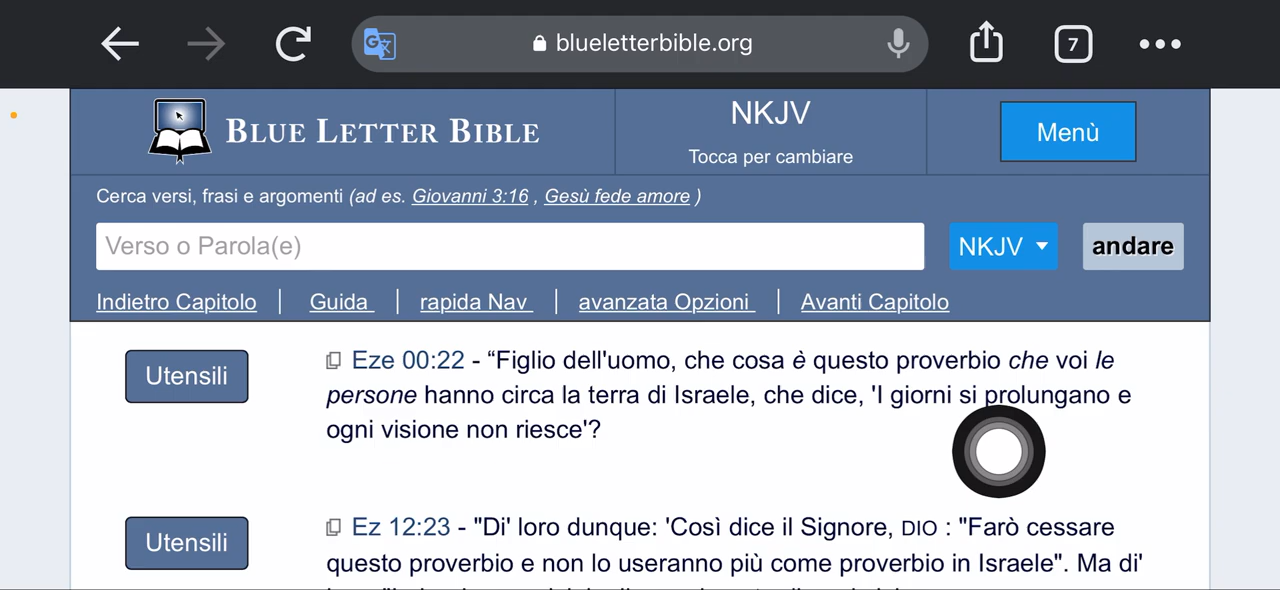 blueletterbible.org
7
BLUE LETTER BIBLE
NKJV
Tocca per cambiare
Menù
Cerca versi, frasi e argomenti (ad es. Giovanni 3:16 , Gesù fede amore )
Verso o Parola(e)
NKJV
andare
Indietro Capitolo | Guida | rapida Nav | avanzata Opzioni | Avanti Capitolo
Utensili
Eze 00:22 - “Figlio dell'uomo, che cosa è questo proverbio che voi le
persone hanno circa la terra di Israele, che dice, 'I giorni si prolungano e
ogni visione non riesce'?
Utensili
Ez 12:23 - "Di' loro dunque: 'Così dice il Signore, DIO : "Farò cessare
questo proverbio e non lo useranno più come proverbio in Israele". Ma di'